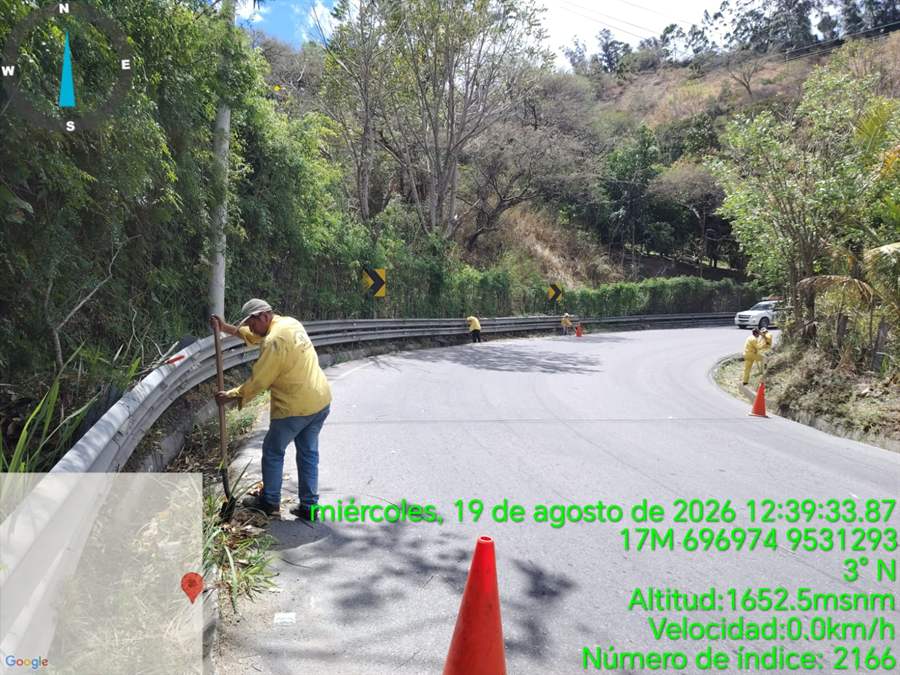 N
W
E
S
miércoles, 19 de agosto de 2026 12:39:33.87
17M 696974 9531293
3° N
Altitud:1652.5msnm
Velocidad:0.0km/h
Número de índice: 2166
Google